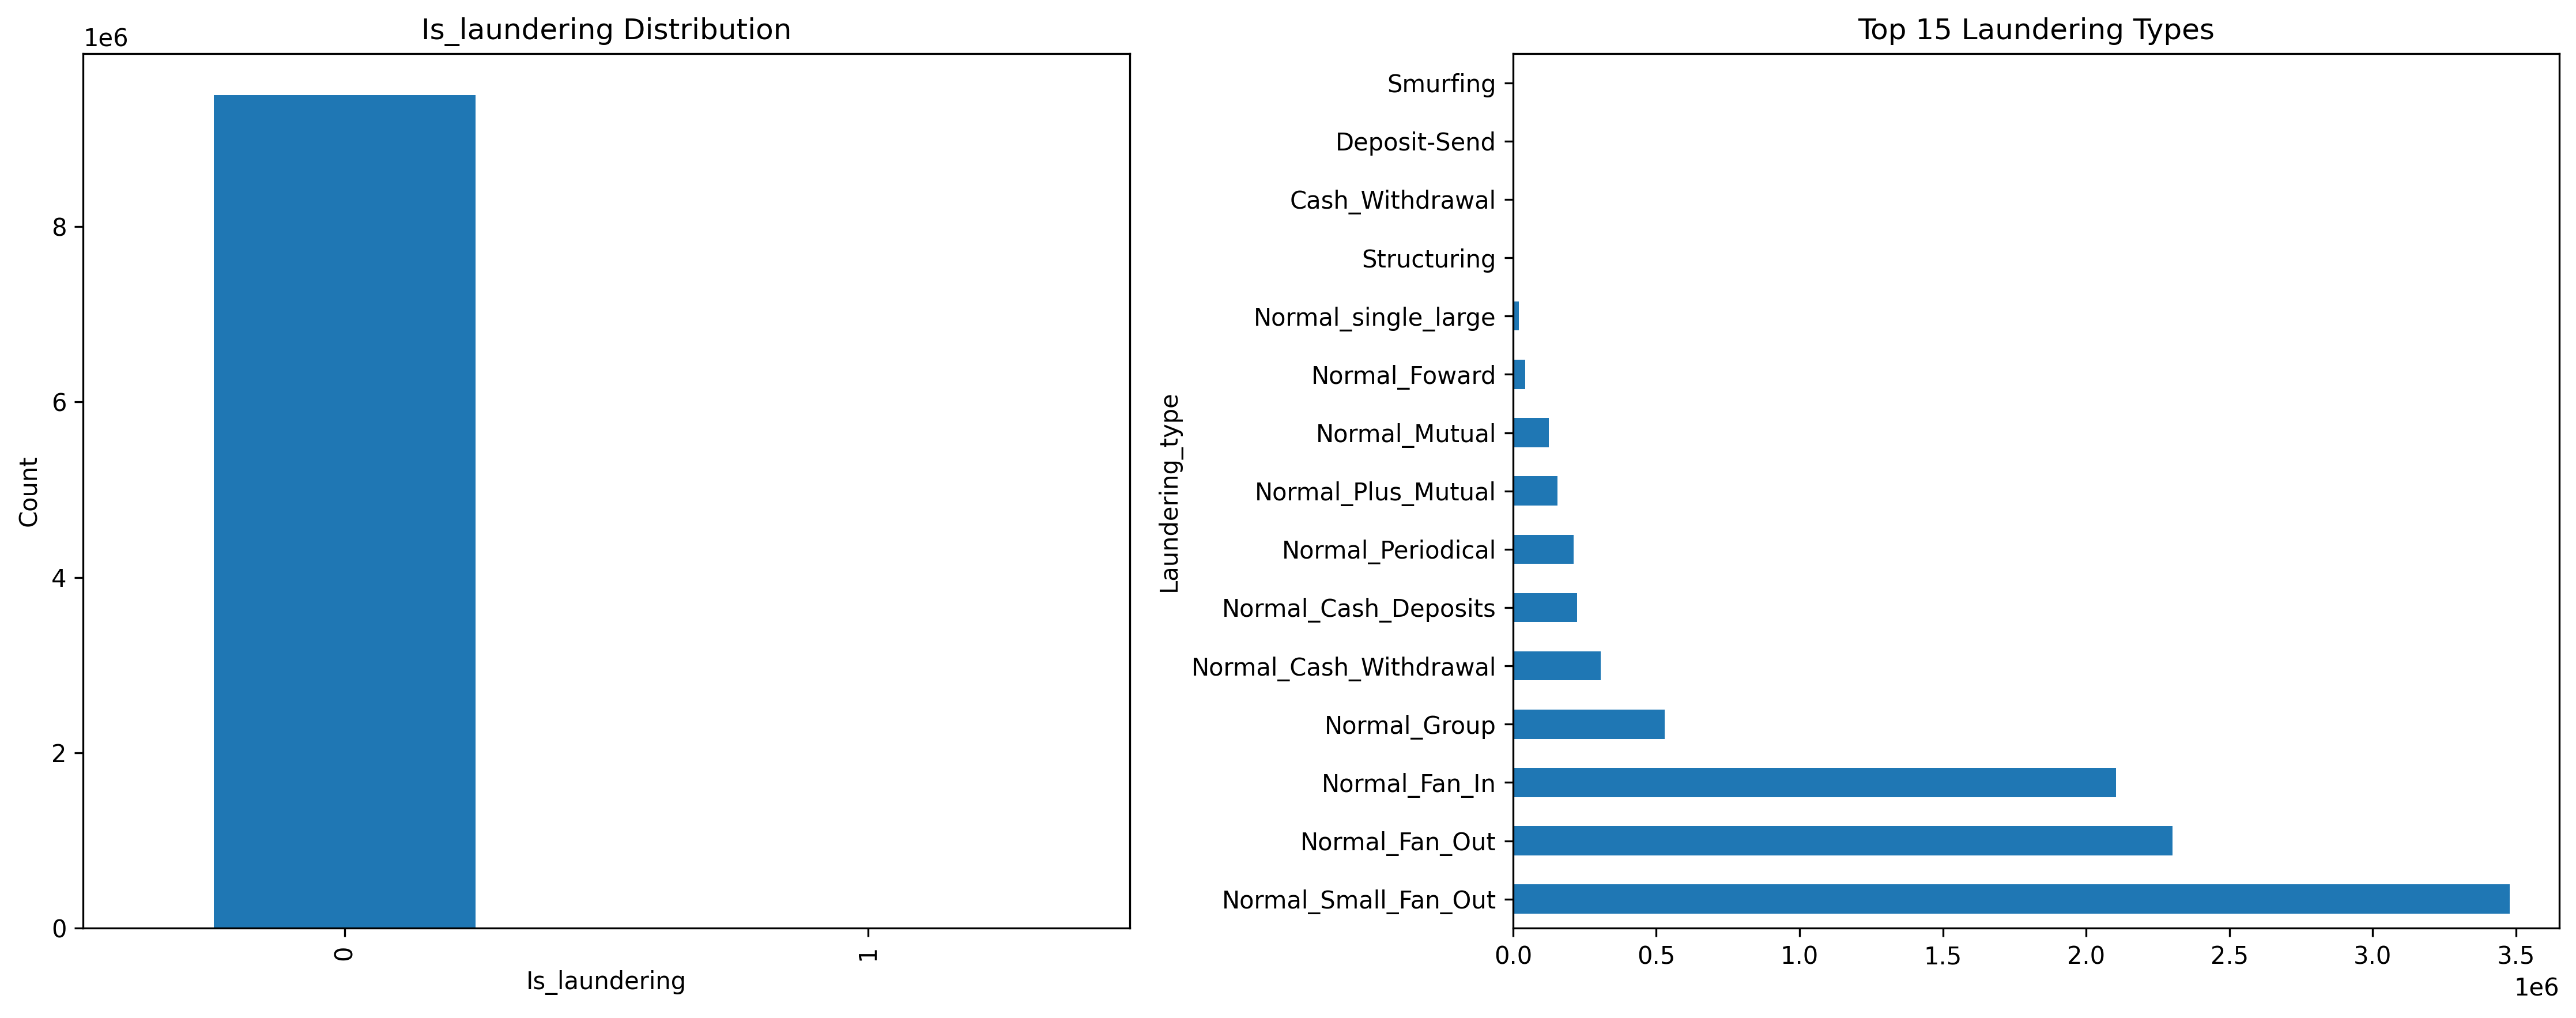 Is_laundering Distribution
1e6
8
6
4
2
0
Count
0
1
Is_laundering
Top 15 Laundering Types
Laundering_type
Smurfing
Deposit-Send
Cash_Withdrawal
Structuring
Normal_single_large
Normal_Foward
Normal_Mutual
Normal_Plus_Mutual
Normal_Periodical
Normal_Cash_Deposits
Normal_Cash_Withdrawal
Normal_Group
Normal_Fan_In
Normal_Fan_Out
Normal_Small_Fan_Out
0.0 0.5 1.0 1.5 2.0 2.5 3.0 3.5
1e6